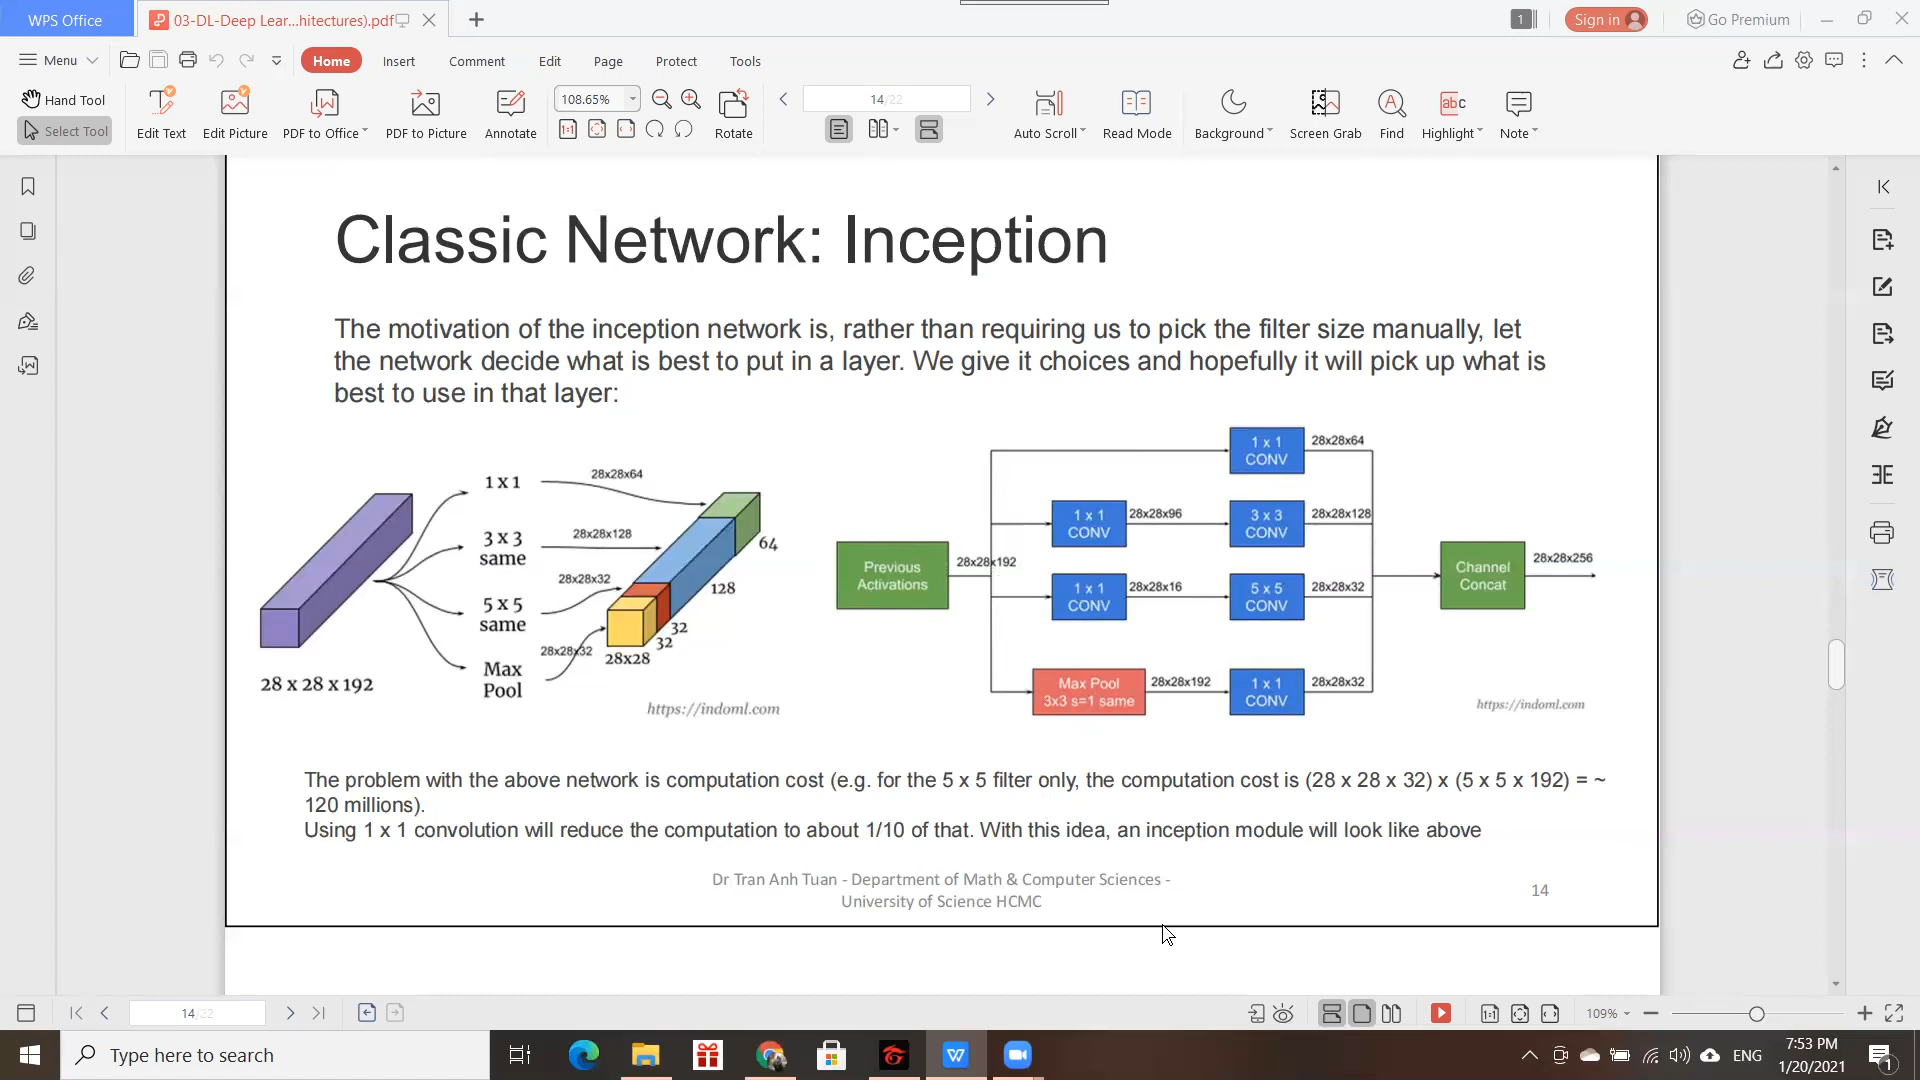 WPS Office
03-DL-Deep Lear...hitectures).pdf
1
Sign in
Go Premium
Menu
Home
Insert
Comment
Edit
Page
Protect
Tools
Hand Tool
Select Tool
Edit Text
Edit Picture
PDF to Office
PDF to Picture
Annotate
108.65%
1:1
Rotate
14/22
Auto Scroll
Read Mode
Background
Screen Grab
Find
abc
Highlight
Note
Classic Network: Inception
The motivation of the inception network is, rather than requiring us to pick the filter size manually, let
the network decide what is best to put in a layer. We give it choices and hopefully it will pick up what is
best to use in that layer:
28 x 28 x 192
1 x 1
3 x 3
same
5 x 5
same
Max
Pool
28x28x64
28x28x128
28x28x32
28x28x32
64
128
32
32
28x28
https://indoml.com
Previous
Activations
28x28x192
1 x 1
CONV
28x28x64
1 x 1
CONV
28x28x96
3 x 3
CONV
28x28x128
1 x 1
CONV
28x28x16
5 x 5
CONV
28x28x32
Max Pool
3x3 s=1 same
28x28x192
1 x 1
CONV
28x28x32
Channel
Concat
28x28x256
https://indoml.com
The problem with the above network is computation cost (e.g. for the 5 x 5 filter only, the computation cost is (28 x 28 x 32) x (5 x 5 x 192) = ~
120 millions).
Using 1 x 1 convolution will reduce the computation to about 1/10 of that. With this idea, an inception module will look like above
Dr Tran Anh Tuan - Department of Math & Computer Sciences -
University of Science HCMC
14
14/22
1:1
109%
Type here to search
ENG
7:53 PM
1/20/2021
1